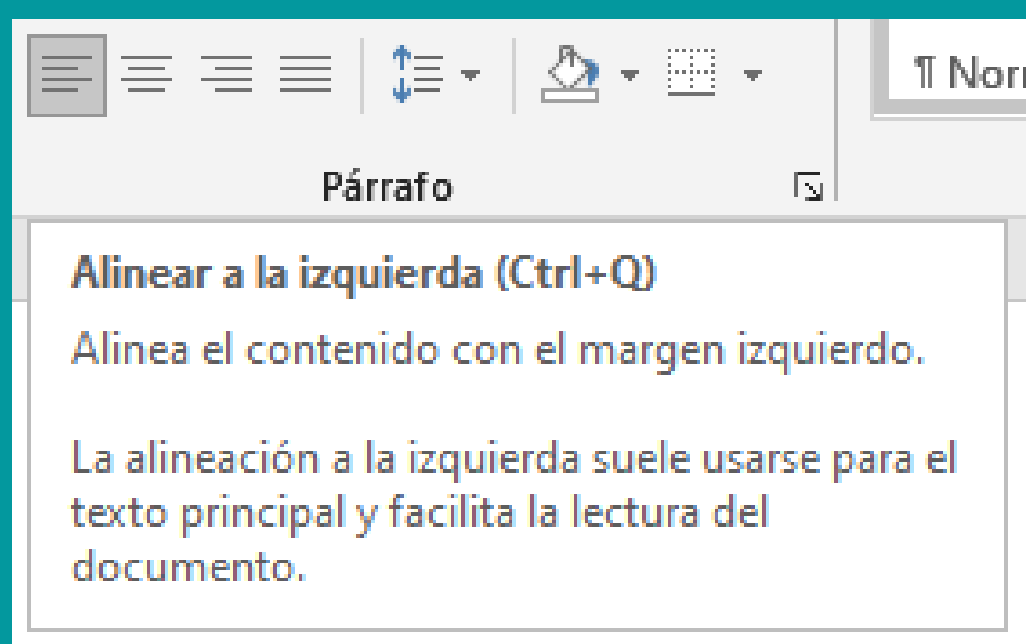 ¶ Nor
Párrafo
Alinear a la izquierda (Ctrl+Q)
Alinea el contenido con el margen izquierdo.
La alineación a la izquierda suele usarse para el
texto principal y facilita la lectura del
documento.